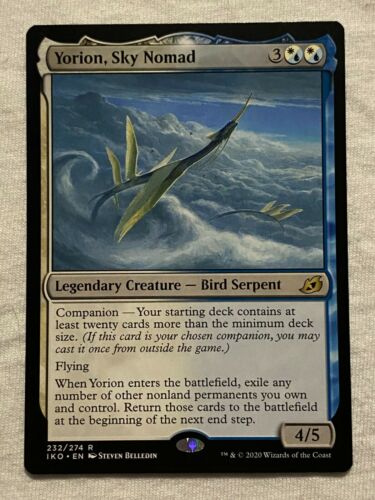 Yorion, Sky Nomad 3
Legendary Creature — Bird Serpent
Companion — Your starting deck contains at
least twenty cards more than the minimum deck
size. (If this card is your chosen companion, you may
cast it once from outside the game.)
Flying
When Yorion enters the battlefield, exile any
number of other nonland permanents you own
and control. Return those cards to the battlefield
at the beginning of the next end step.
4/5
232/274 R
IKO • EN Steven Belledin
™ & © 2020 Wizards of the Coast